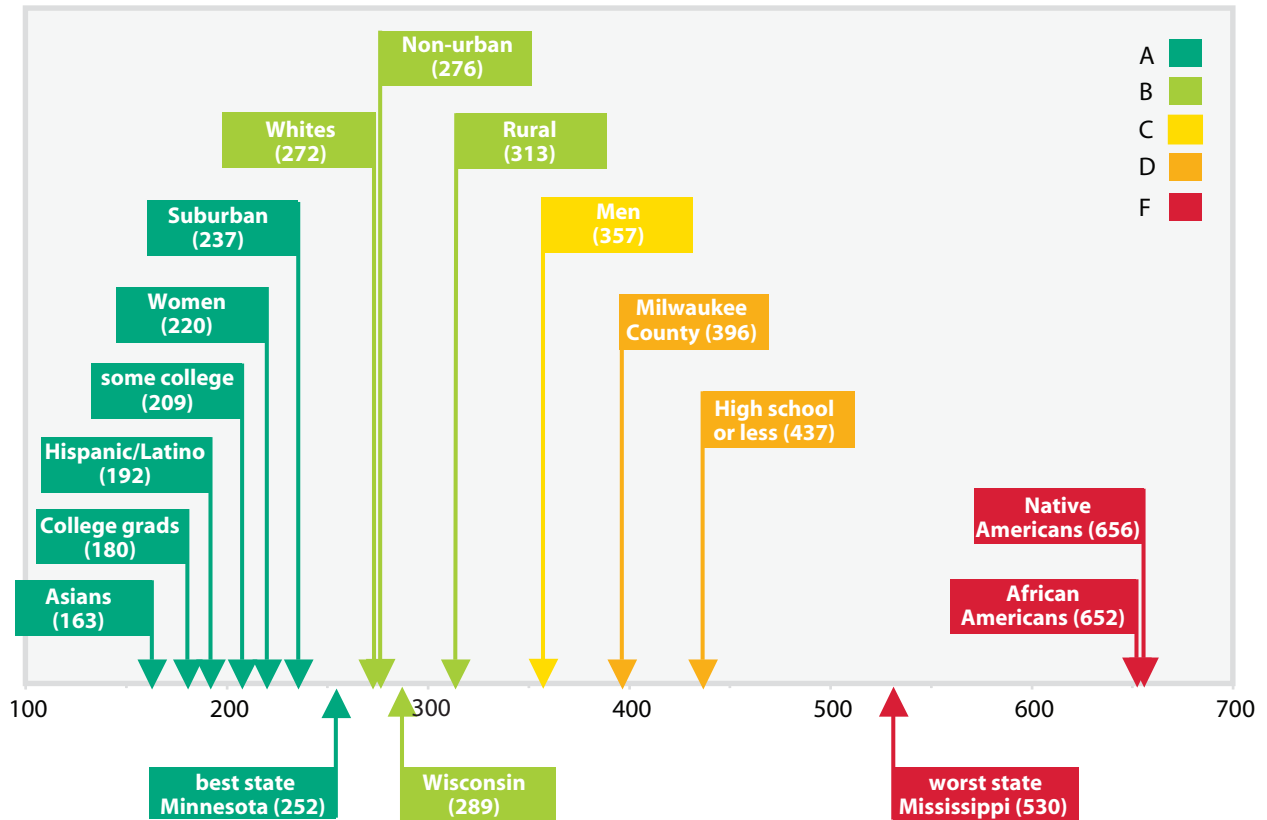 Non-urban
(276)
A
B
C
D
F
Whites
(272)
Rural
(313)
Suburban
(237)
Men
(357)
Women
(220)
Milwaukee
County (396)
some college
(209)
High school
or less (437)
Hispanic/Latino
(192)
College grads
(180)
Native
Americans (656)
Asians
(163)
African
Americans (652)
100
200
300
400
500
600
700
best state
Minnesota (252)
Wisconsin
(289)
worst state
Mississippi (530)